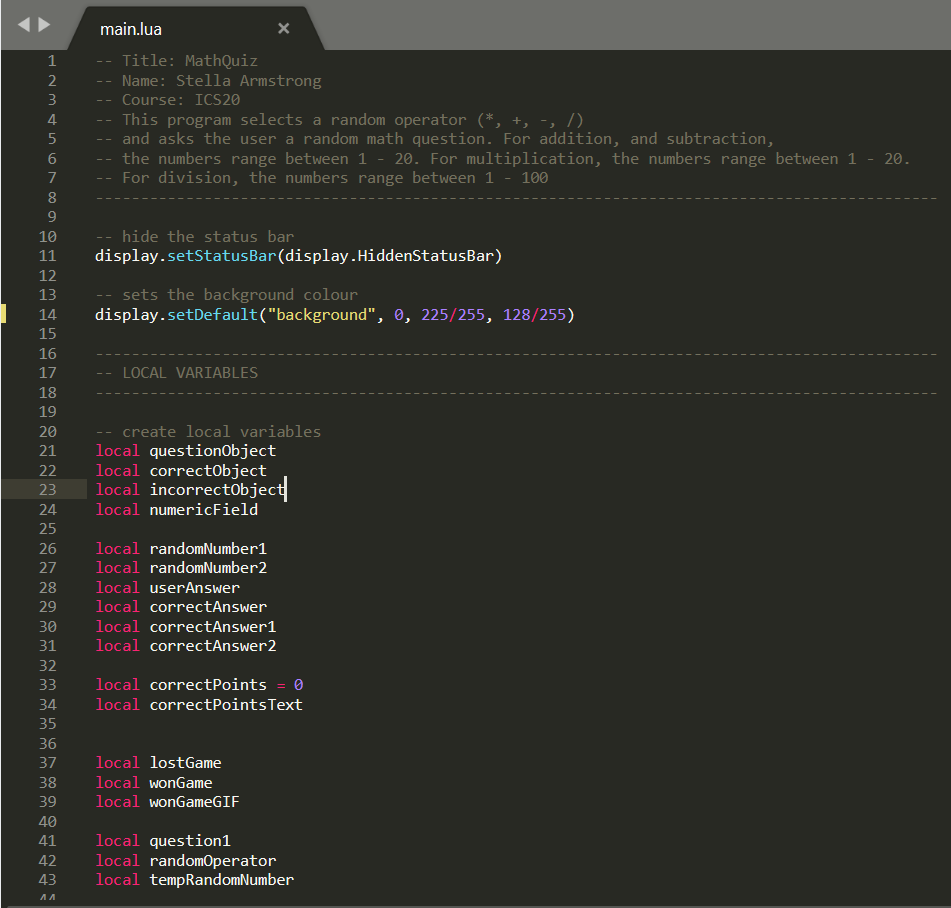 main.lua ×
1 -- Title: MathQuiz
2 -- Name: Stella Armstrong
3 -- Course: ICS20
4 -- This program selects a random operator (*, +, -, /)
5 -- and asks the user a random math question. For addition, and subtraction,
6 -- the numbers range between 1 - 20. For multiplication, the numbers range between 1 - 20.
7 -- For division, the numbers range between 1 - 100
8 ---------------------------------------------------------------------------------------------
9
10 -- hide the status bar
11 display.setStatusBar(display.HiddenStatusBar)
12
13 -- sets the background colour
14 display.setDefault("background", 0, 225/255, 128/255)
15
16 ---------------------------------------------------------------------------------------------
17 -- LOCAL VARIABLES
18 ---------------------------------------------------------------------------------------------
19
20 -- create local variables
21 local questionObject
22 local correctObject
23 local incorrectObject
24 local numericField
25
26 local randomNumber1
27 local randomNumber2
28 local userAnswer
29 local correctAnswer
30 local correctAnswer1
31 local correctAnswer2
32
33 local correctPoints = 0
34 local correctPointsText
35
36
37 local lostGame
38 local wonGame
39 local wonGameGIF
40
41 local question1
42 local randomOperator
43 local tempRandomNumber
44